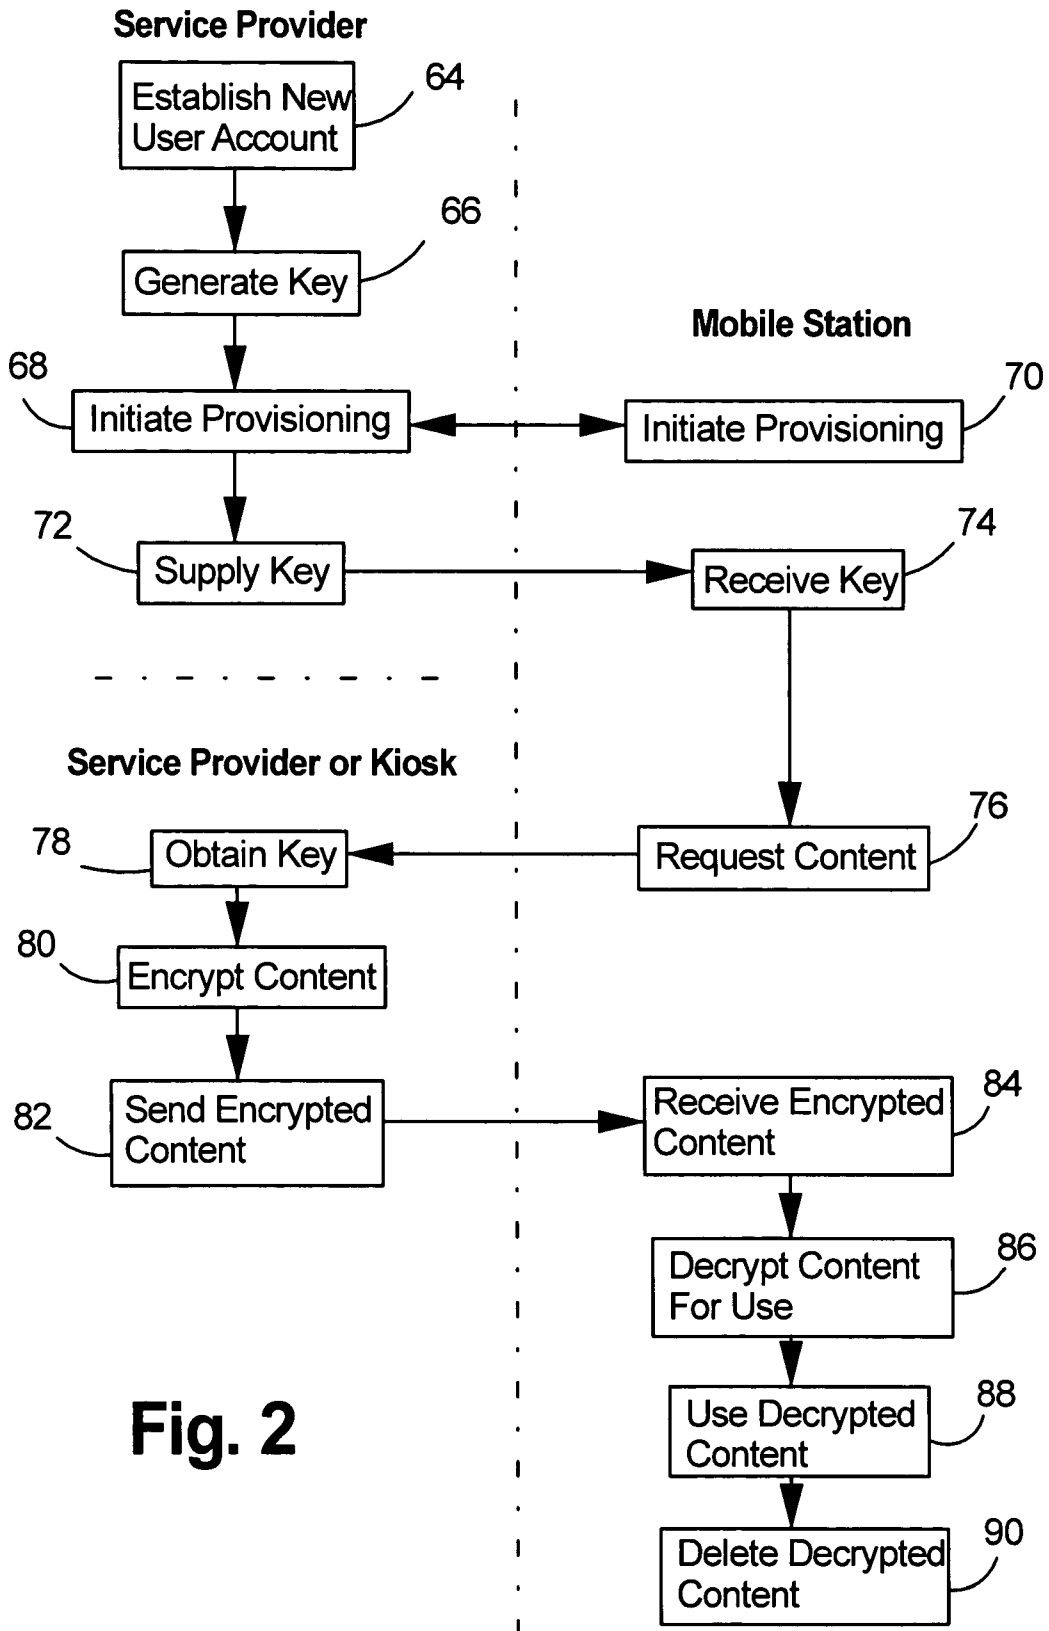 Service Provider
Establish New
User Account
64
Generate Key
66
Mobile Station
68
Initiate Provisioning
Initiate Provisioning
70
72
Supply Key
Receive Key
74
Service Provider or Kiosk
78
Obtain Key
Request Content
76
80
Encrypt Content
82
Send Encrypted
Content
Receive Encrypted
Content
84
Decrypt Content
For Use
86
Use Decrypted
Content
88
Fig. 2
Delete Decrypted
Content
90